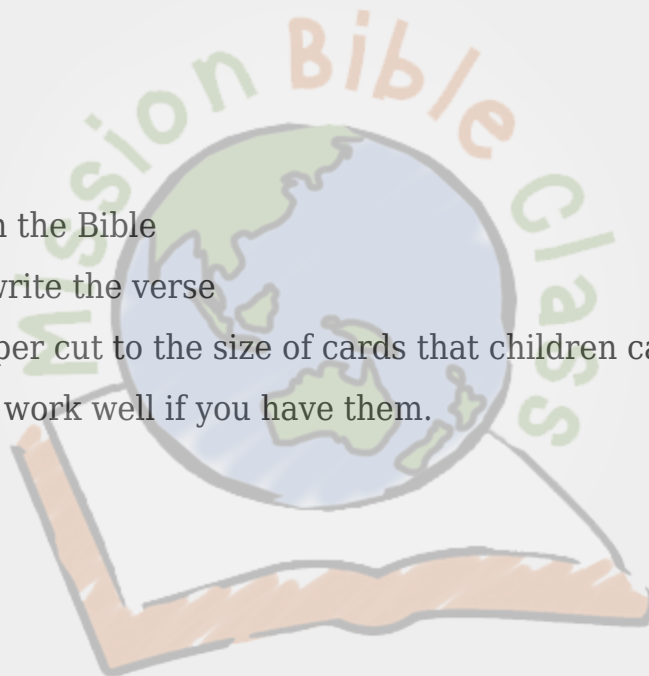 Mission Bible Class
n the Bible
write the verse
per cut to the size of cards that children ca
work well if you have them.